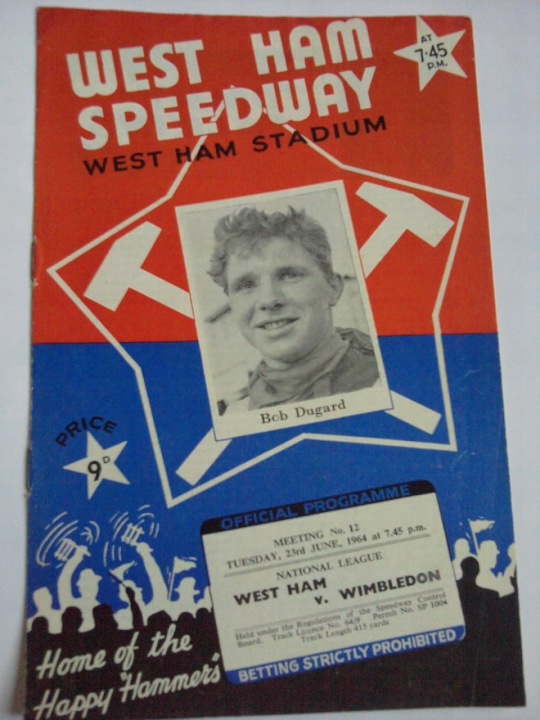 WEST HAM
SPEEDWAY
WEST HAM STADIUM
AT
7·45
P.M.
Bob Dugard
PRICE
9D
OFFICIAL PROGRAMME
MEETING No. 12
TUESDAY, 23rd JUNE, 1964 at 7.45 p.m.
NATIONAL LEAGUE
WEST HAM
v. WIMBLEDON
Held under the Regulations of the Speedway Control
Board. Track Licence No. 64/9 Permit No. SP 1004
Track Length 415 yards
BETTING STRICTLY PROHIBITED
Home of the
Happy "Hammer's